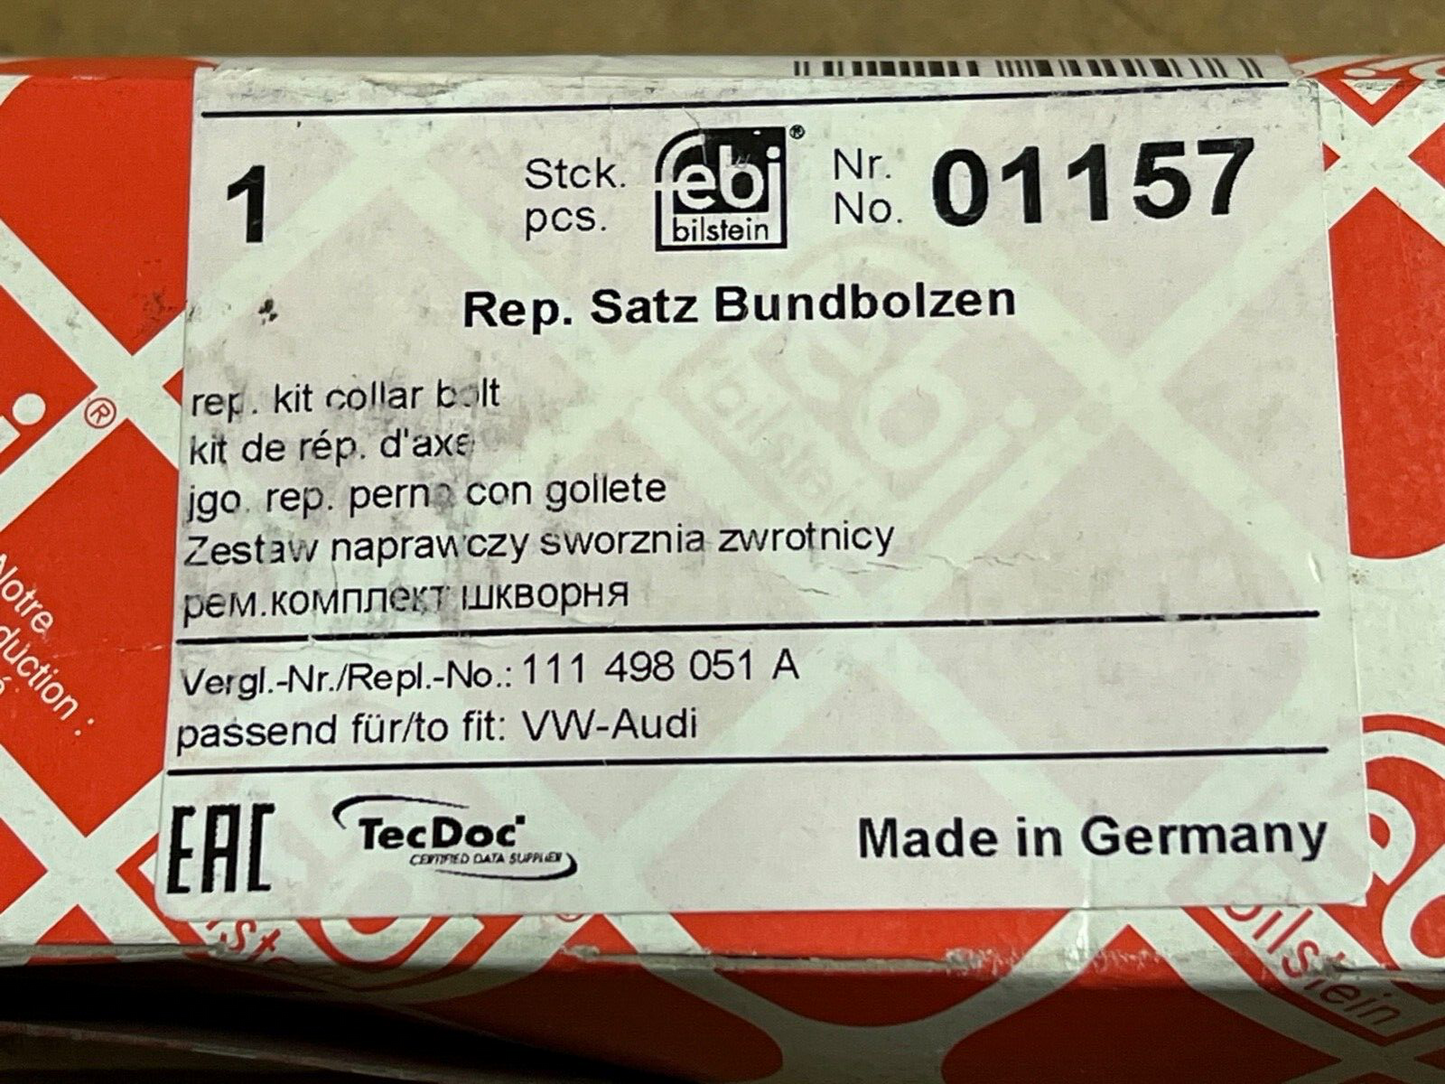 1 Stck. febi® Nr. 01157
pcs. bilstein No.
Rep. Satz Bundbolzen
rep. kit collar bolt
kit de rép. d'axe
jgo. rep. perno con gollete
Zestaw naprawczy sworznia zwrotnicy
рем.комплект шкворня
Vergl.-Nr./Repl.-No.: 111 498 051 A
passend für/to fit: VW-Audi
EAC TecDoc Made in Germany
CERTIFIED DATA SUPPLIER
®
Notre
bilstein